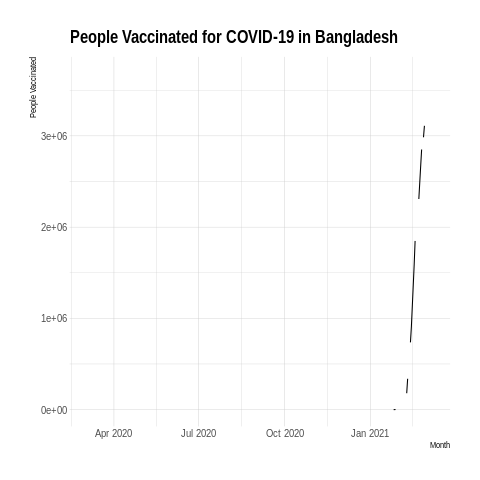 People Vaccinated for COVID-19 in Bangladesh
People Vaccinated
3e+06
2e+06
1e+06
0e+00
Apr 2020 Jul 2020 Oct 2020 Jan 2021
Month